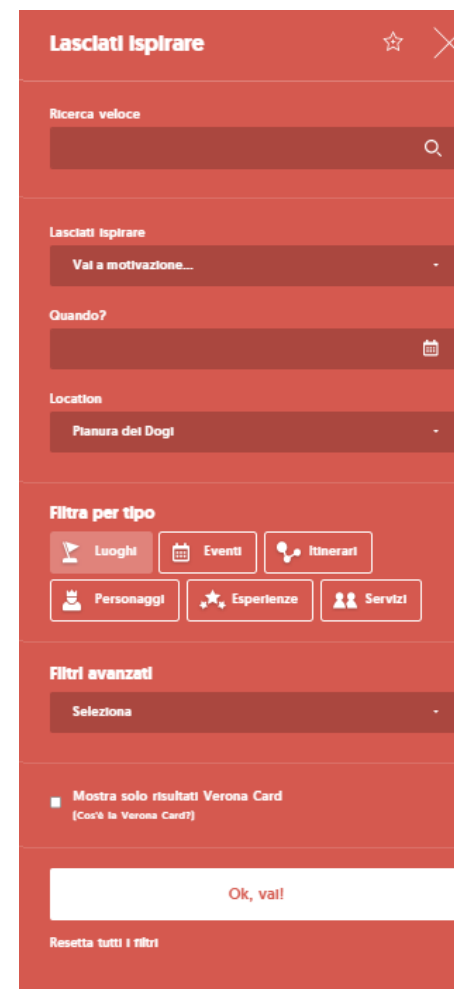 Lasciati ispirare
Ricerca veloce
Lasciati ispirare
Vai a motivazione...
Quando?
Location
Pianura dei Dogi
Filtra per tipo
Luoghi Eventi Itinerari
Personaggi Esperienze Servizi
Filtri avanzati
Seleziona
Mostra solo risultati Verona Card
(Cos'è la Verona Card?)
Ok, vai!
Resetta tutti i filtri